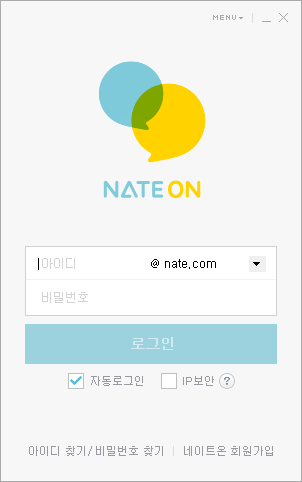 MENU
NATE ON
아이디 @ nate.com
비밀번호
로그인
자동로그인 IP보안 ?
아이디 찾기/비밀번호 찾기 | 네이트온 회원가입